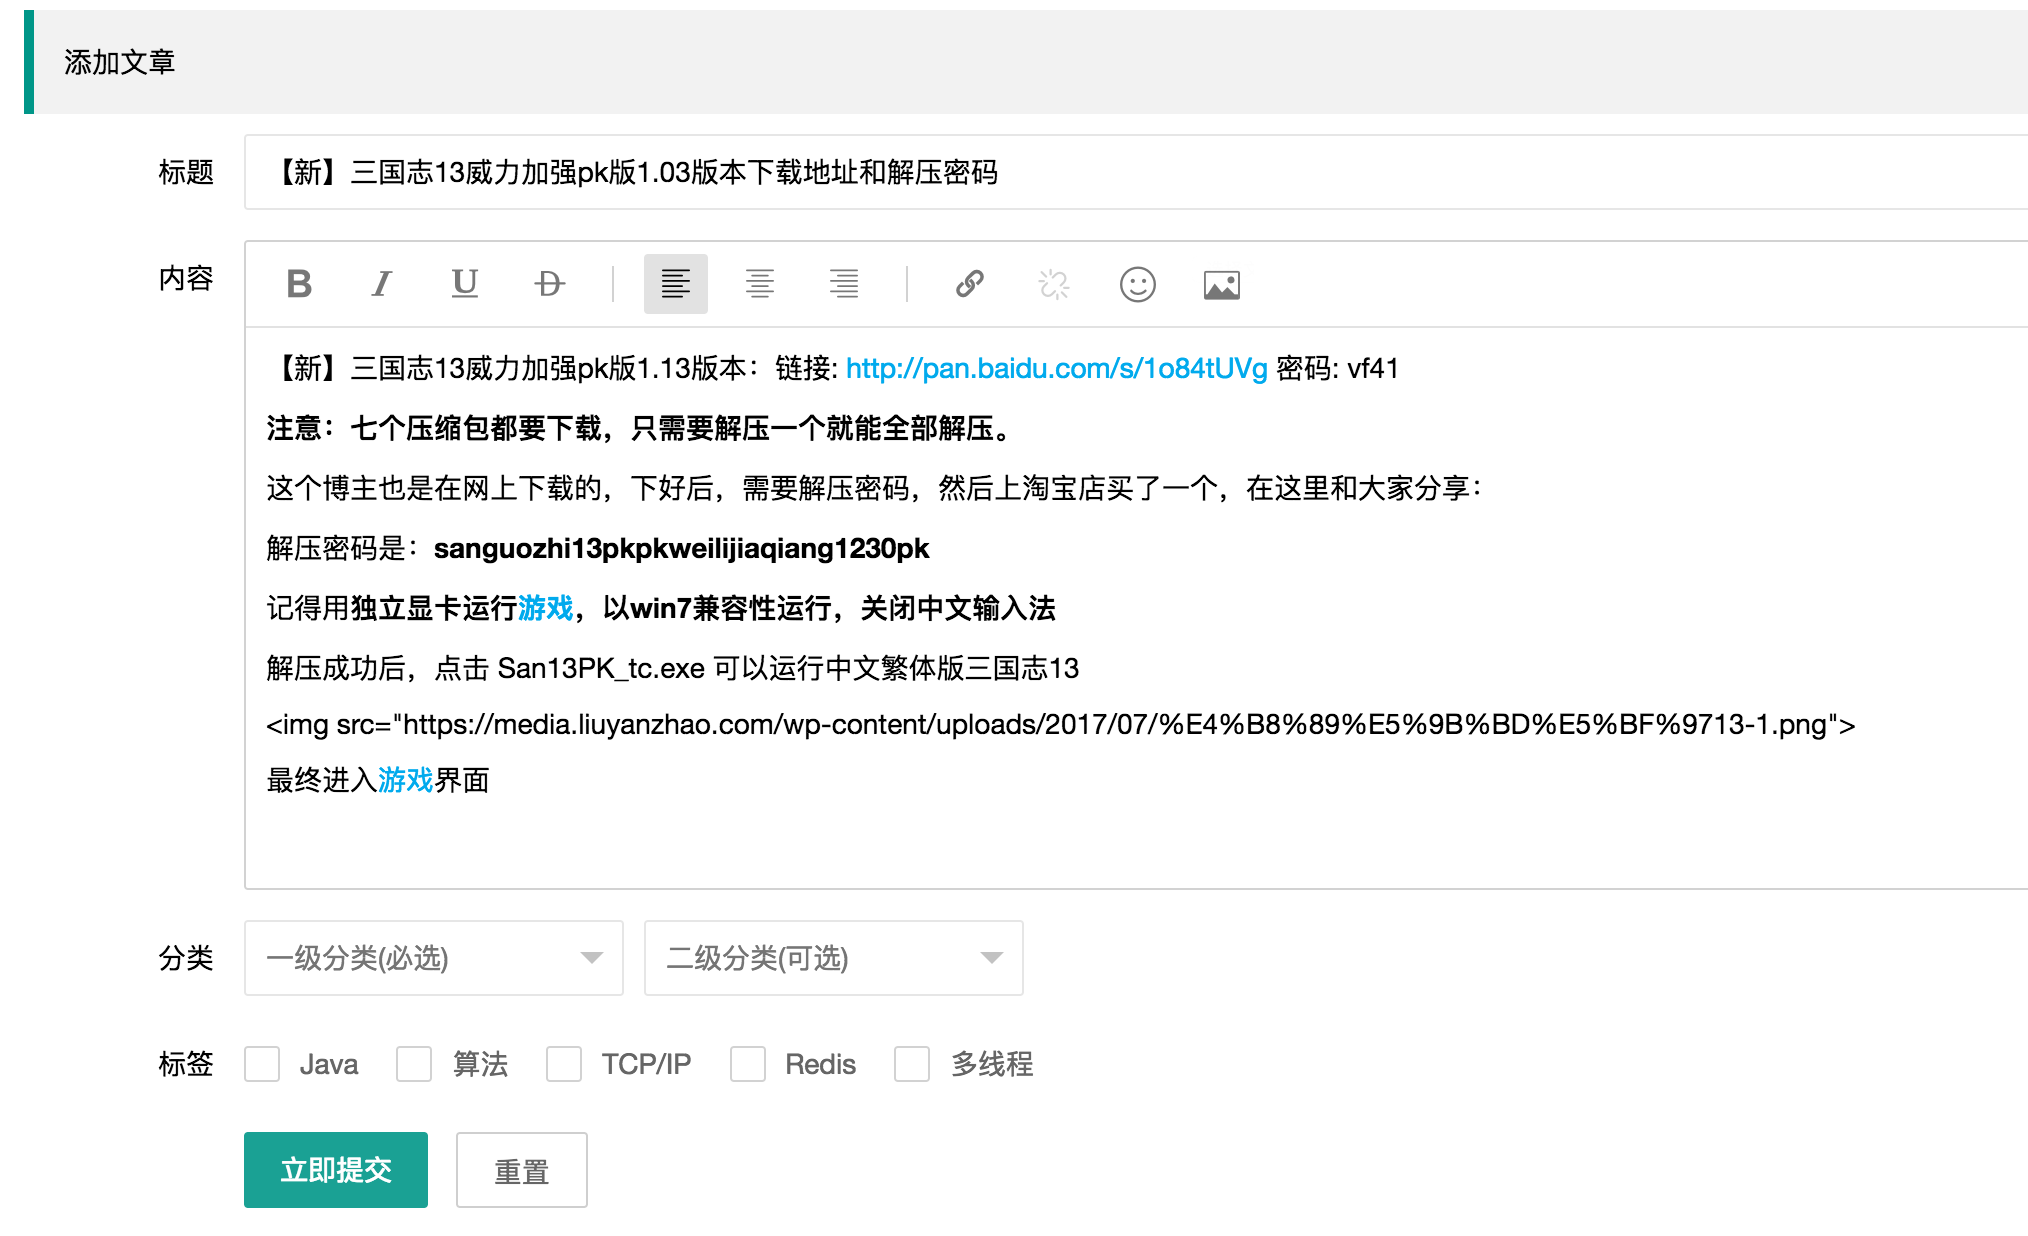 添加文章
标题
【新】三国志13威力加强pk版1.03版本下载地址和解压密码
内容
B I U D
【新】三国志13威力加强pk版1.13版本：链接: http://pan.baidu.com/s/1o84tUVg 密码: vf41
注意：七个压缩包都要下载，只需要解压一个就能全部解压。
这个博主也是在网上下载的，下好后，需要解压密码，然后上淘宝店买了一个，在这里和大家分享：
解压密码是：sanguozhi13pkpkweilijiaqiang1230pk
记得用独立显卡运行游戏，以win7兼容性运行，关闭中文输入法
解压成功后，点击 San13PK_tc.exe 可以运行中文繁体版三国志13
<img src="https://media.liuyanzhao.com/wp-content/uploads/2017/07/%E4%B8%89%E5%9B%BD%E5%BF%9713-1.png">
最终进入游戏界面
分类 一级分类(必选) 二级分类(可选)
标签 Java 算法 TCP/IP Redis 多线程
立即提交 重置